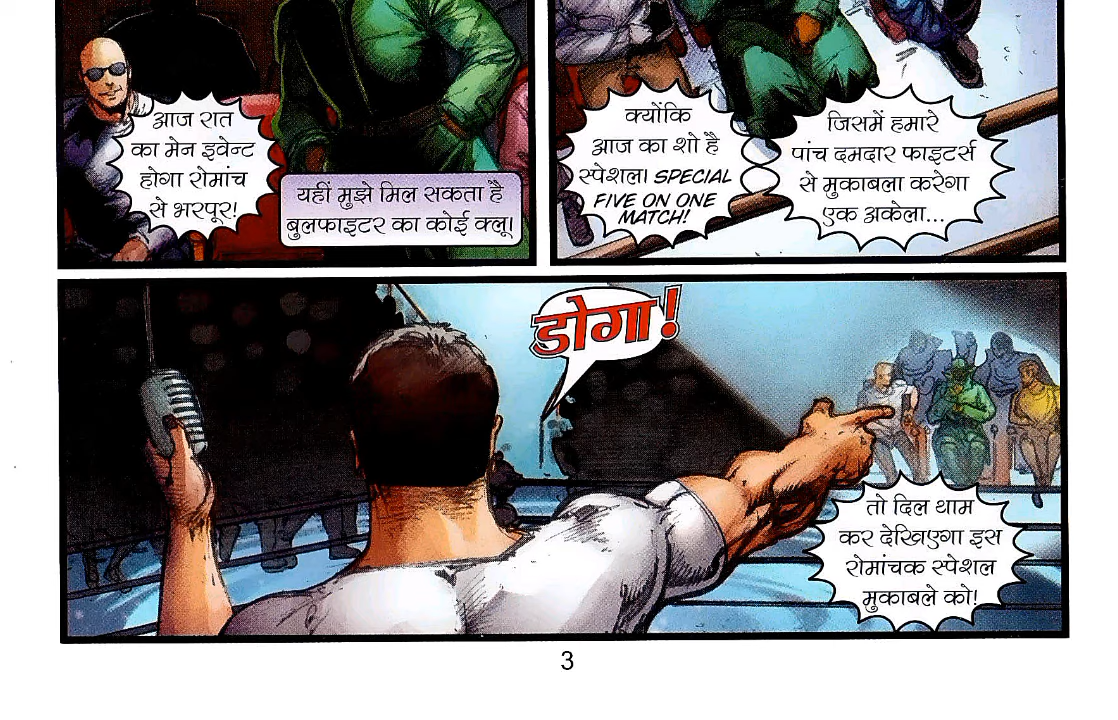 आज रात
का मेन इवेन्ट
होगा रोमांच
से भरपूर!
यहीं मुझे मिल सकता है
बुलफाइटर का कोई क्लू।
क्योंकि
आज का शो है
स्पेशल। SPECIAL
FIVE ON ONE
MATCH!
जिसमें हमारे
पांच दमदार फाइटर्स
से मुकाबला करेगा
एक अकेला...
डोगा!
तो दिल थाम
कर देखिएगा इस
रोमांचक स्पेशल
मुकाबले को!
3